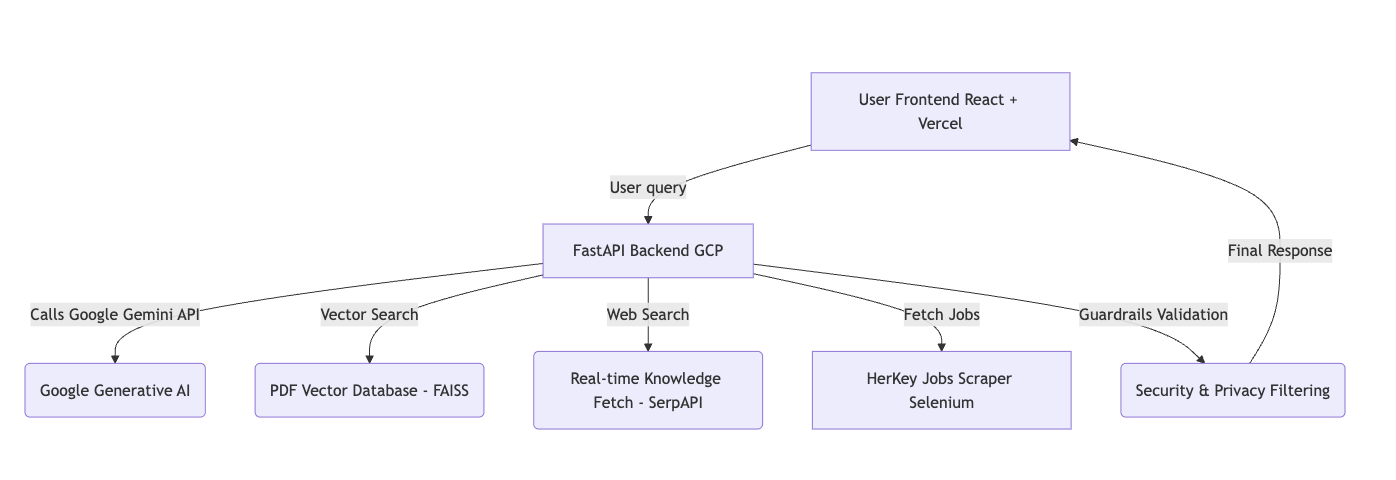 User Frontend React +
Vercel
User query
FastAPI Backend GCP
Final Response
Calls Google Gemini API
Vector Search
Web Search
Fetch Jobs
Guardrails Validation
Google Generative AI
PDF Vector Database - FAISS
Real-time Knowledge
Fetch - SerpAPI
HerKey Jobs Scraper
Selenium
Security & Privacy Filtering